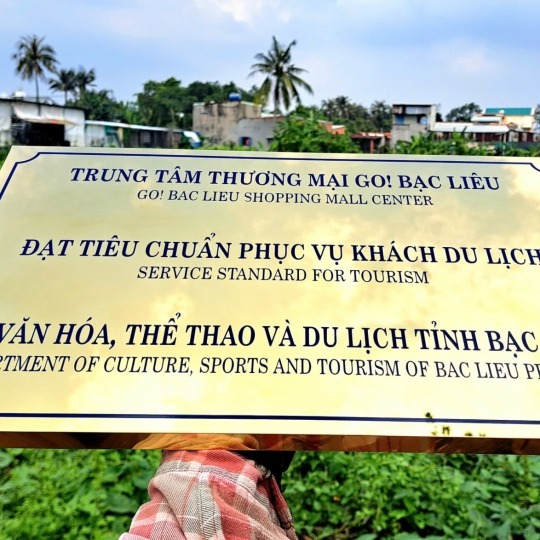 TRUNG TÂM THƯƠNG MẠI GO! BẠC LIÊU
GO! BAC LIEU SHOPPING MALL CENTER
ĐẠT TIÊU CHUẨN PHỤC VỤ KHÁCH DU LỊCH
SERVICE STANDARD FOR TOURISM
VĂN HÓA, THỂ THAO VÀ DU LỊCH TỈNH BẠC
OF CULTURE, SPORTS AND TOURISM OF BAC LIEU